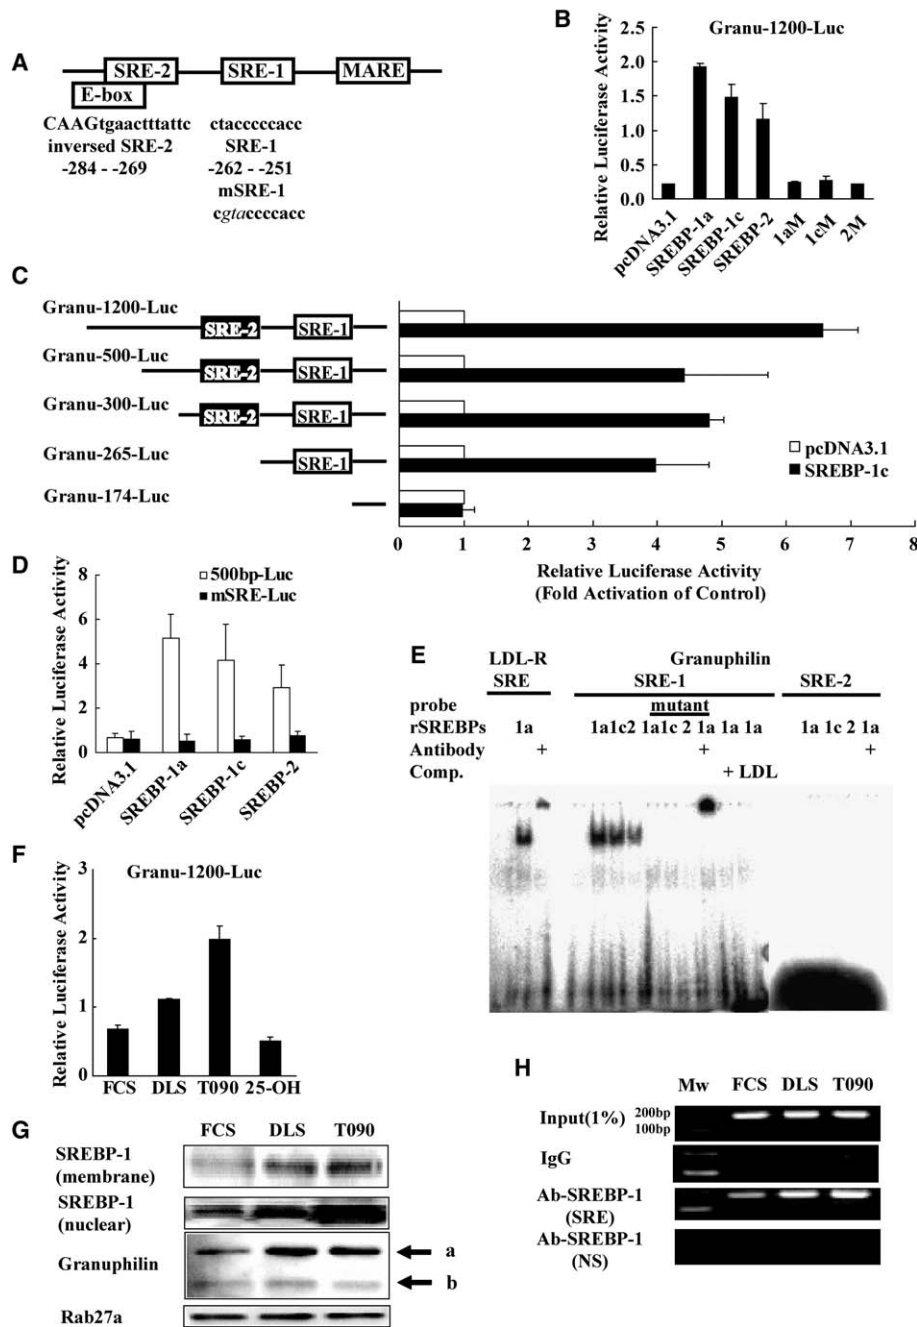 A
SRE-2
SRE-1
MARE
E-box
CAAGtgaactttattc
ctacccccacc
inversed SRE-2
SRE-1
-284 - -269
-262 - -251
mSRE-1
cgtaccccacc
B
Granu-1200-Luc
Relative Luciferase Activity
2.5
2.0
1.5
1.0
0.5
0.0
pcDNA3.1
SREBP-1a
SREBP-1c
SREBP-2
1aM
1cM
2M
C
Granu-1200-Luc
SRE-2
SRE-1
Granu-500-Luc
SRE-2
SRE-1
Granu-300-Luc
SRE-2
SRE-1
Granu-265-Luc
SRE-1
Granu-174-Luc
pcDNA3.1
SREBP-1c
0 1 2 3 4 5 6 7 8
Relative Luciferase Activity
(Fold Activation of Control)
D
500bp-Luc
mSRE-Luc
Relative Luciferase Activity
8
6
4
2
0
pcDNA3.1
SREBP-1a
SREBP-1c
SREBP-2
E
LDL-R
Granuphilin
SRE
SRE-1
SRE-2
probe
mutant
rSREBPs 1a 1a1c2 1a1c 2 1a 1a 1a 1a 1c 2 1a
Antibody + + +
Comp. + LDL
F
Granu-1200-Luc
Relative Luciferase Activity
3
2
1
0
FCS DLS T090 25-OH
G
FCS DLS T090
SREBP-1
(membrane)
SREBP-1
(nuclear)
Granuphilin
a
b
Rab27a
H
Mw FCS DLS T090
Input(1%)
200bp
100bp
IgG
Ab-SREBP-1
(SRE)
Ab-SREBP-1
(NS)